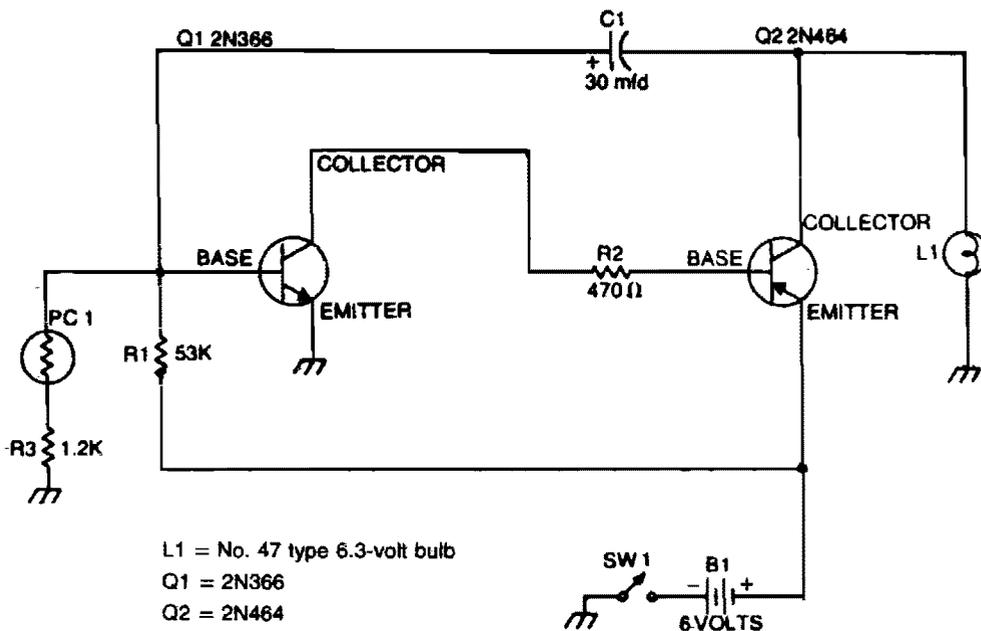 C1
Q1 2N366
Q2 2N464
+
30 mfd
COLLECTOR
COLLECTOR
BASE
R2
BASE
L1
470 Ω
EMITTER
EMITTER
PC 1
R1 53K
R3 1.2K
L1 = No. 47 type 6.3-volt bulb
Q1 = 2N366
Q2 = 2N464
SW 1
B1
- +
6-VOLTS